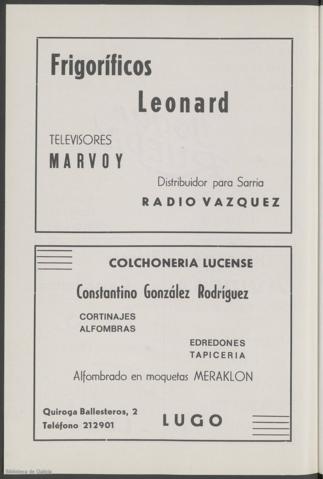 Frigoríficos
Leonard
TELEVISORES
MARVOY
Distribuidor para Sarria
RADIO VAZQUEZ
COLCHONERIA LUCENSE
Constantino González Rodríguez
CORTINAJES
ALFOMBRAS
EDREDONES
TAPICERIA
Alfombrado en moquetas MERAKLON
Quiroga Ballesteros, 2
Teléfono 212901
LUGO
Biblioteca de Galicia